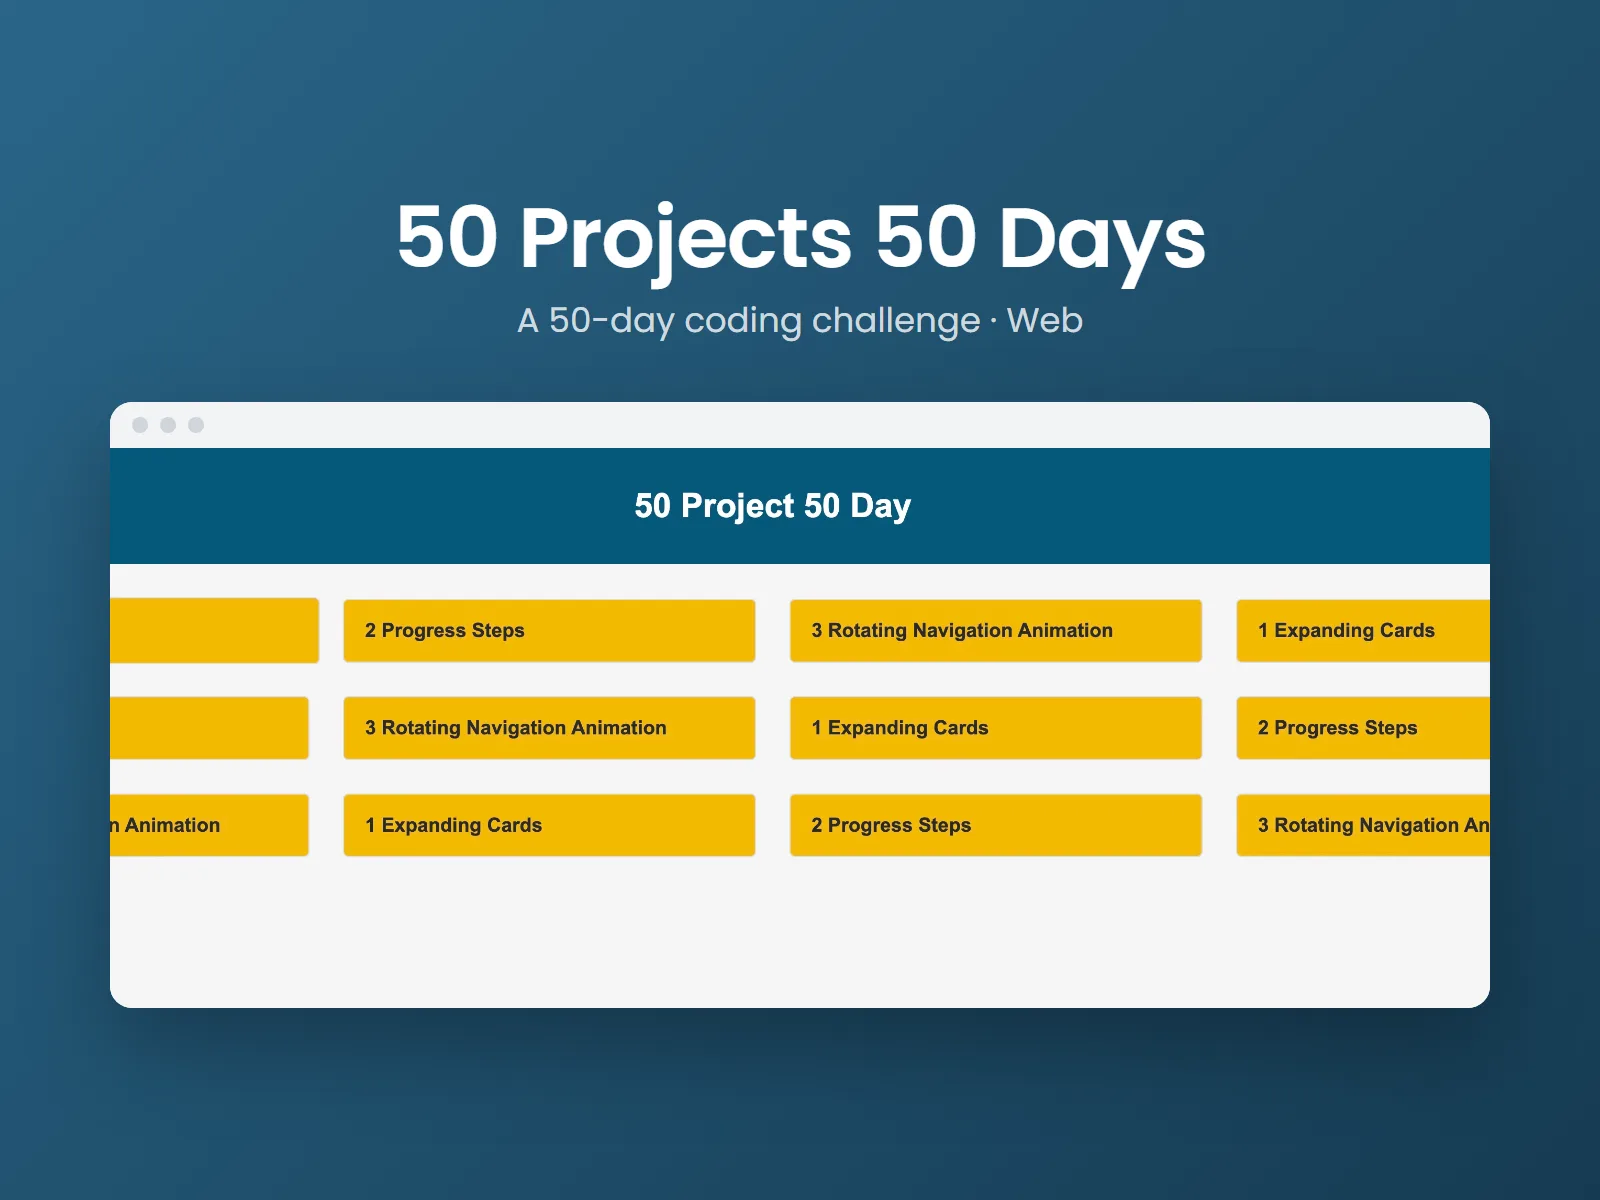 50 Projects 50 Days
A 50-day coding challenge · Web
50 Project 50 Day
2 Progress Steps
3 Rotating Navigation Animation
1 Expanding Cards
3 Rotating Navigation Animation
1 Expanding Cards
2 Progress Steps
n Animation
1 Expanding Cards
2 Progress Steps
3 Rotating Navigation An